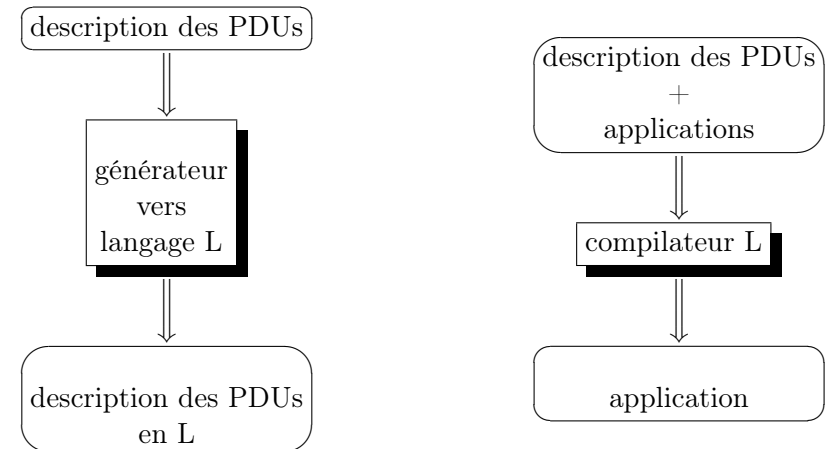 description des PDUs
générateur
vers
langage L
description des PDUs
en L
description des PDUs
+
applications
compilateur L
application